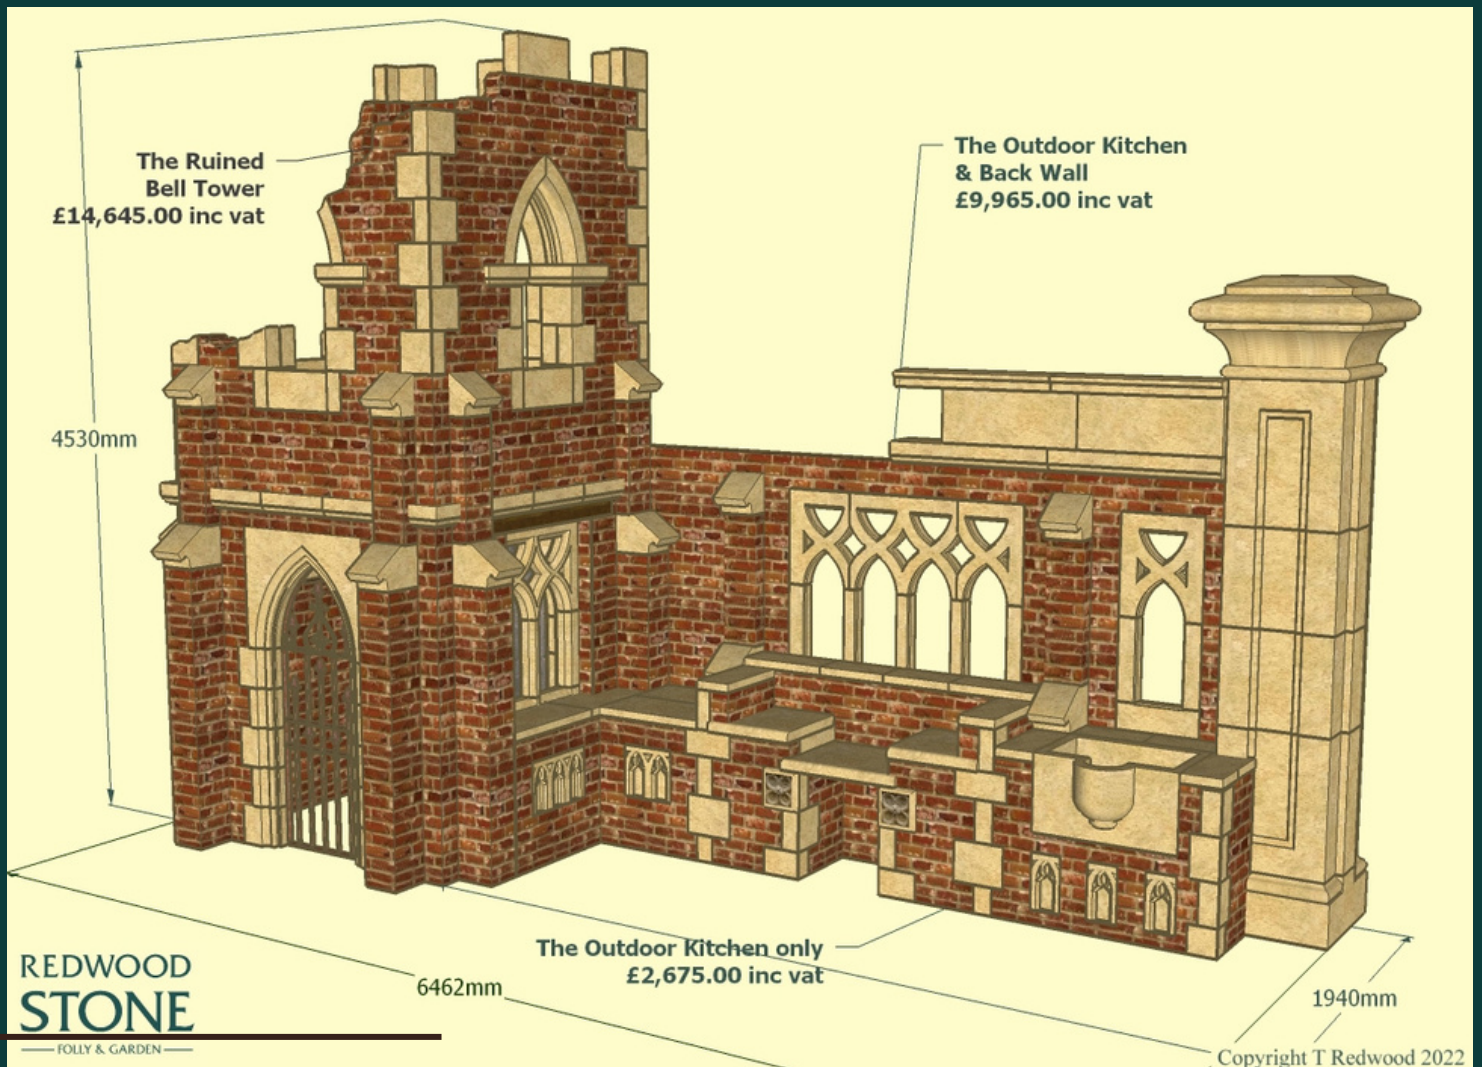 The Ruined
Bell Tower
£14,645.00 inc vat
The Outdoor Kitchen
& Back Wall
£9,965.00 inc vat
4530mm
The Outdoor Kitchen only
£2,675.00 inc vat
6462mm
1940mm
REDWOOD
STONE
FOLLY & GARDEN
Copyright T Redwood 2022